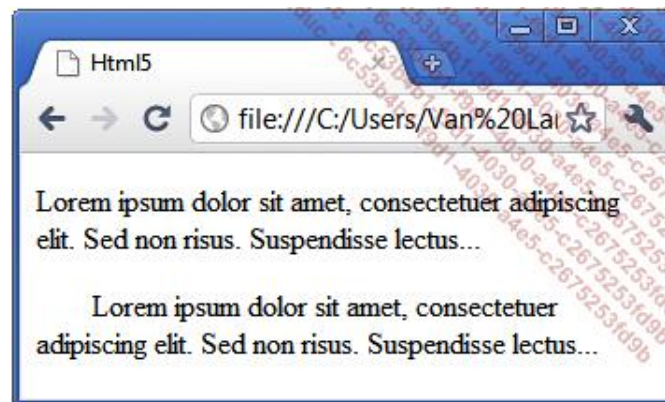 Html5
file:///C:/Users/Van%20La
Lorem ipsum dolor sit amet, consectetuer adipiscing
elit. Sed non risus. Suspendisse lectus...
Lorem ipsum dolor sit amet, consectetuer
adipiscing elit. Sed non risus. Suspendisse lectus...